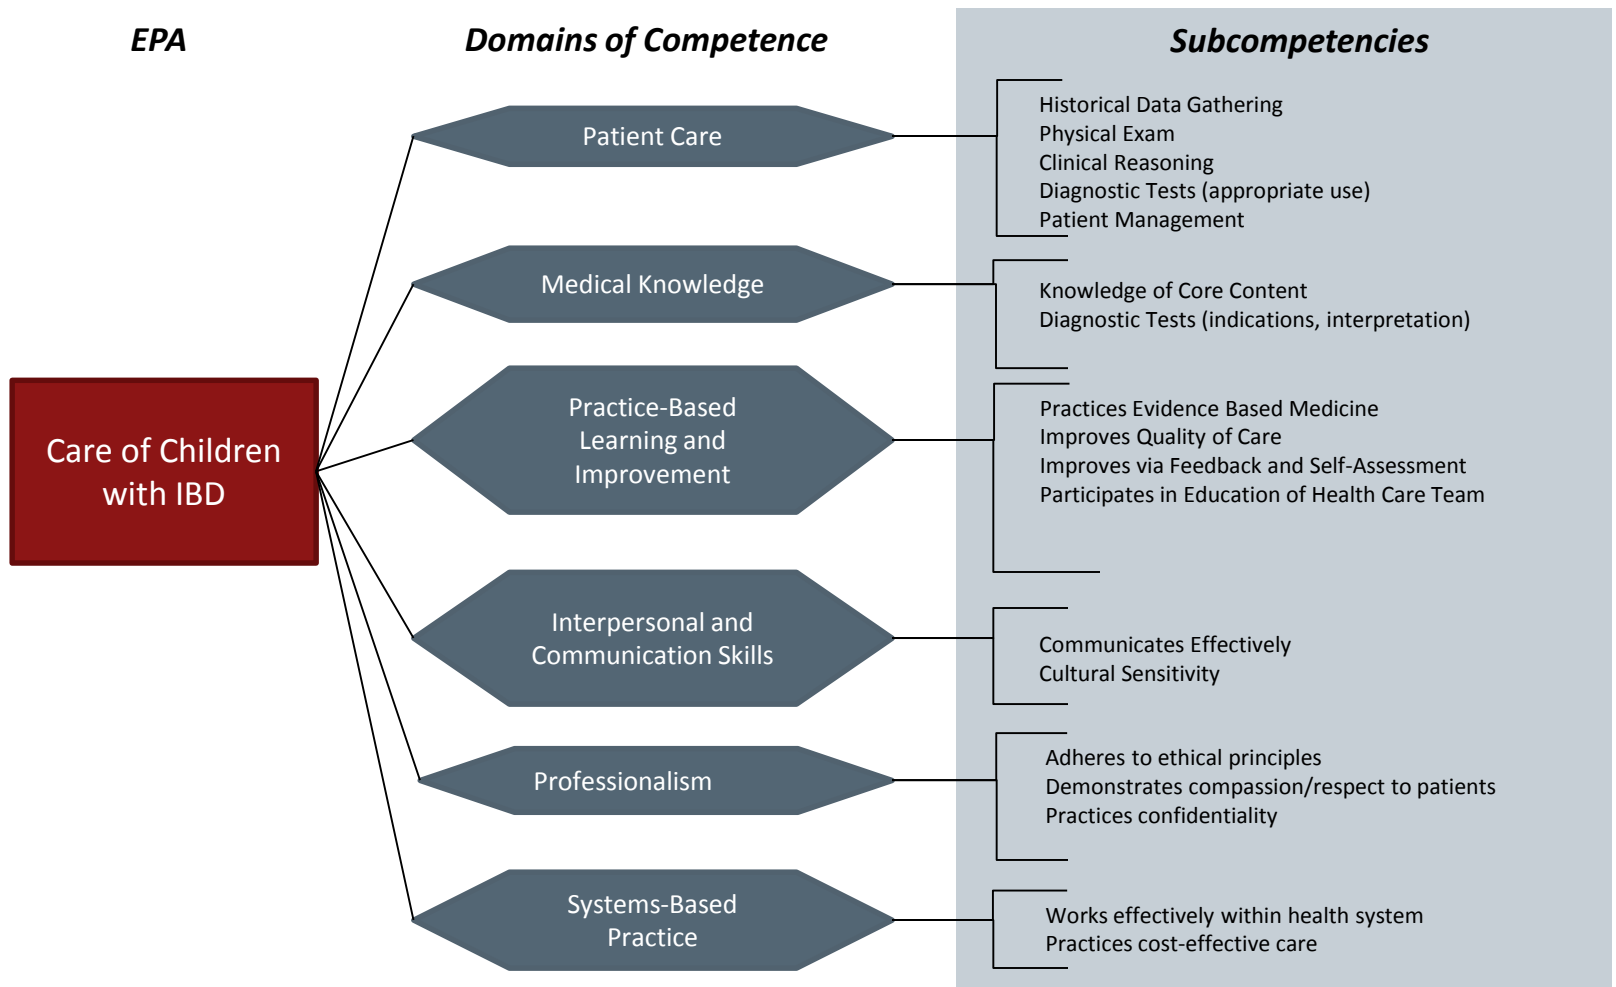 EPA
Domains of Competence
Subcompetencies
Care of Children
with IBD
Patient Care
Historical Data Gathering
Physical Exam
Clinical Reasoning
Diagnostic Tests (appropriate use)
Patient Management
Medical Knowledge
Knowledge of Core Content
Diagnostic Tests (indications, interpretation)
Practice-Based
Learning and
Improvement
Practices Evidence Based Medicine
Improves Quality of Care
Improves via Feedback and Self-Assessment
Participates in Education of Health Care Team
Interpersonal and
Communication Skills
Communicates Effectively
Cultural Sensitivity
Professionalism
Adheres to ethical principles
Demonstrates compassion/respect to patients
Practices confidentiality
Systems-Based
Practice
Works effectively within health system
Practices cost-effective care